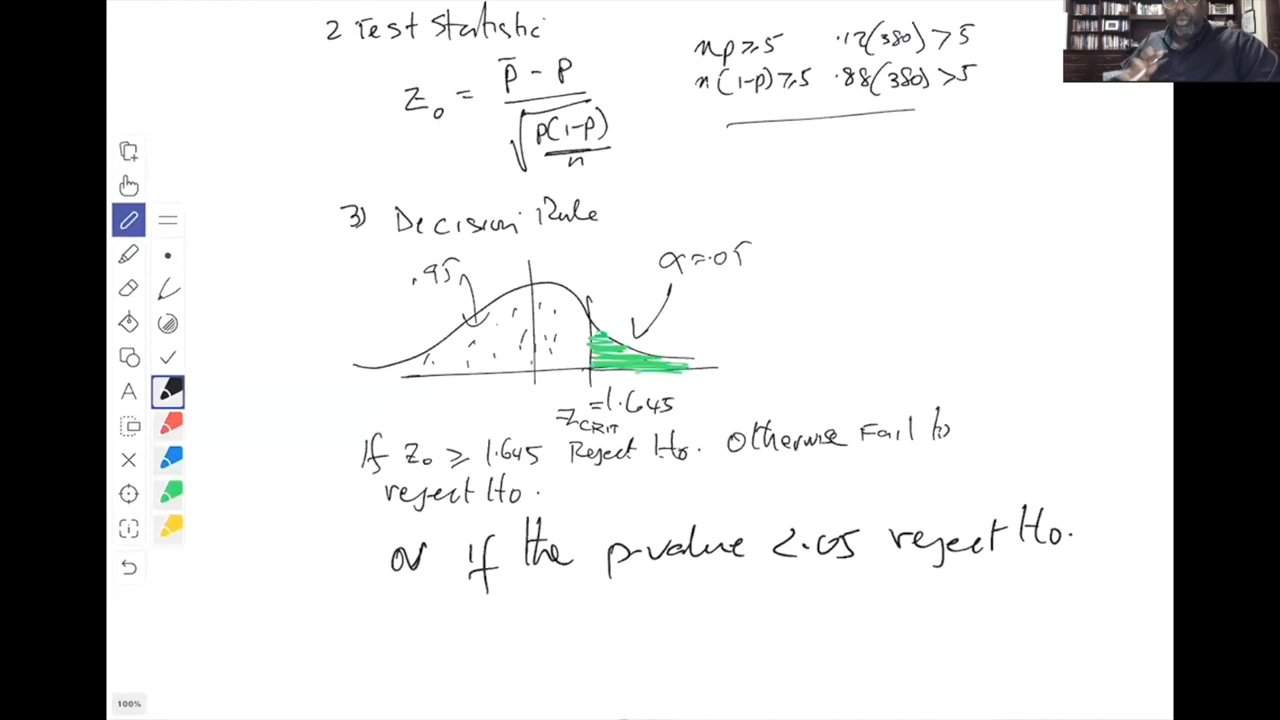 2 Test Statistic
Z₀ = p̄ - p / √(p(1-p)/n)
np ≥ 5 .12(380) > 5
n(1-p) ≥ 5 .88(380) > 5
3) Decision Rule
.95
α=.05
Z_CRIT = 1.645
If Z₀ ≥ 1.645 Reject Ho. Otherwise Fail to
reject Ho.
or if the p-value <.05 reject Ho.
A
100%